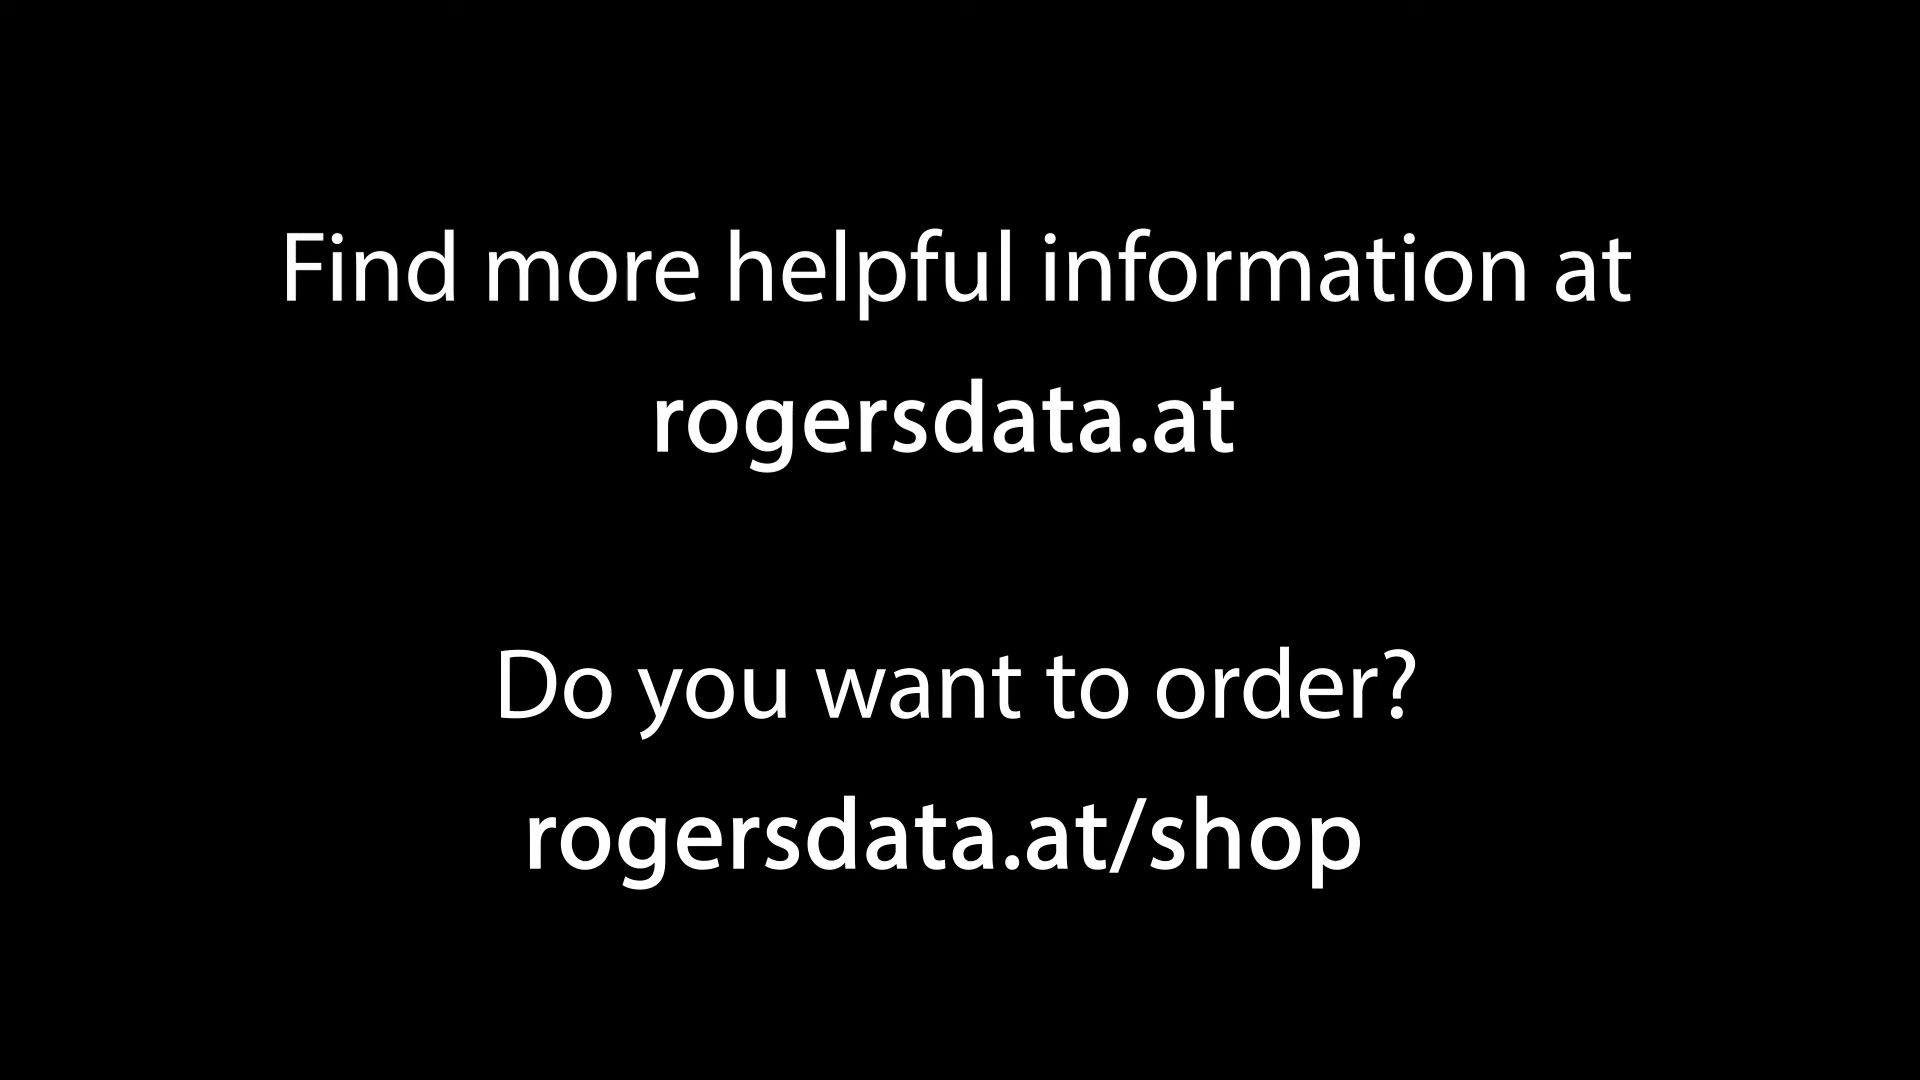 Find more helpful information at
rogersdata.at
Do you want to order?
rogersdata.at/shop